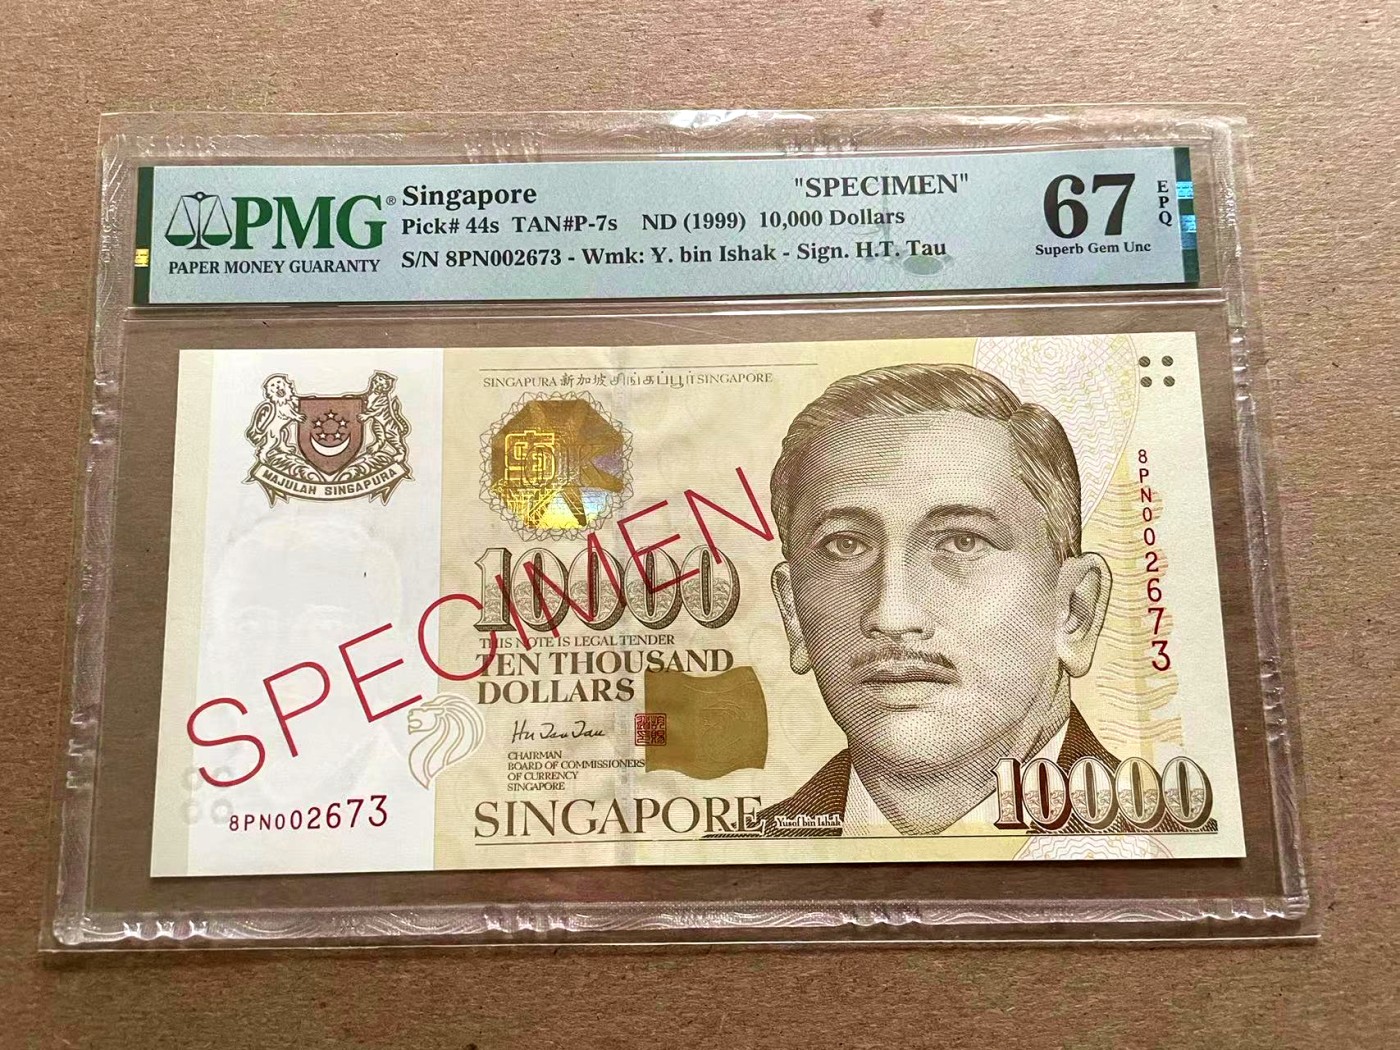 PMG®
PAPER MONEY GUARANTY
Singapore "SPECIMEN"
Pick# 44s TAN#P-7s ND (1999) 10,000 Dollars
S/N 8PN002673 - Wmk: Y. bin Ishak - Sign. H.T. Tau
67
EPQ
Superb Gem Unc
MAJULAH SINGAPURA
SINGAPURA 新加坡 சிங்கப்பூர் SINGAPORE
8PN002673
SPECIMEN
10000
THIS NOTE IS LEGAL TENDER
TEN THOUSAND
DOLLARS
Hu Tsu Tau
CHAIRMAN
BOARD OF COMMISSIONERS
OF CURRENCY
SINGAPORE
8PN002673
SINGAPORE
Yusof bin Ishak
10000